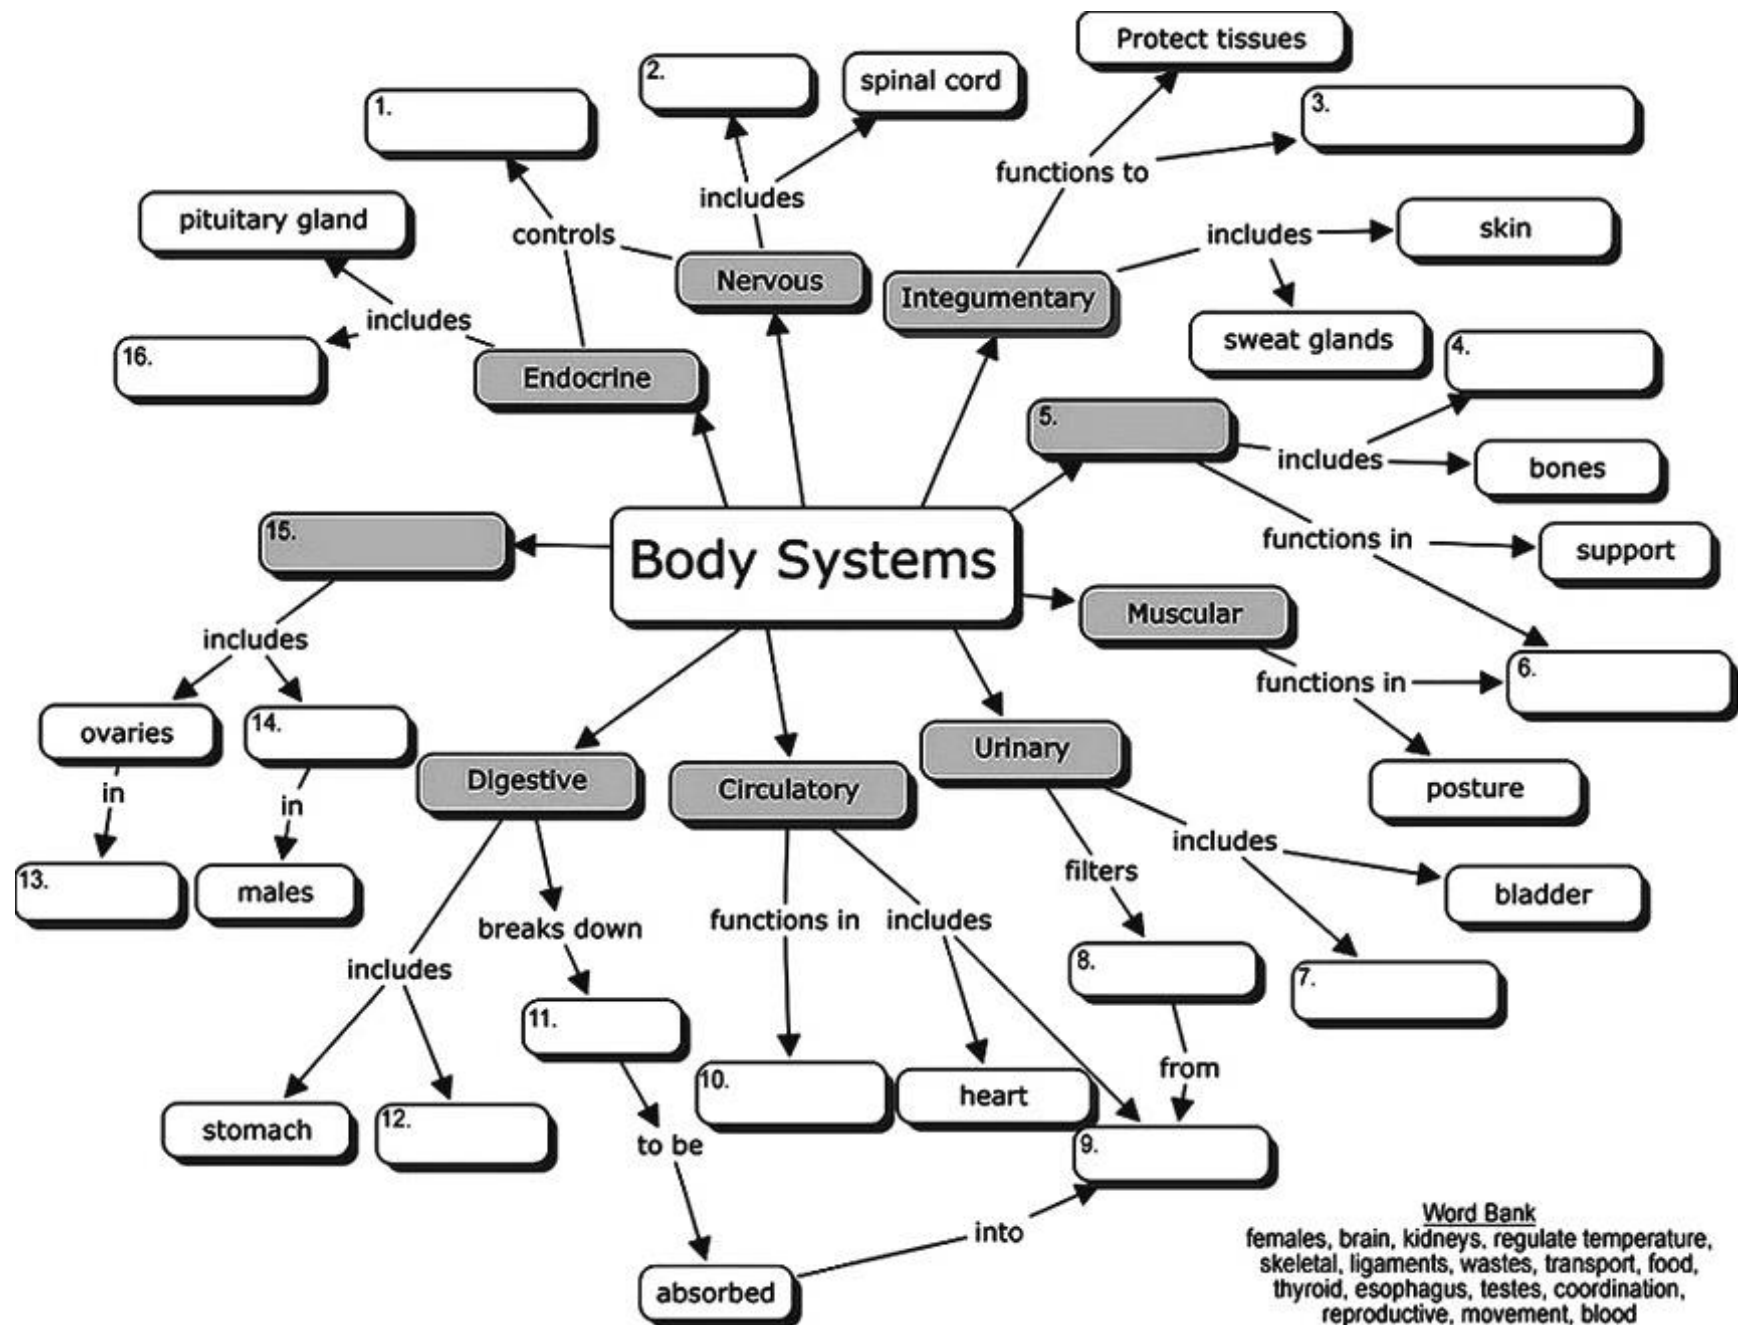 Protect tissues
2.
spinal cord
1.
3.
functions to
includes
pituitary gland
controls
includes
skin
Nervous
Integumentary
includes
sweat glands
16.
Endocrine
4.
5.
includes
bones
15.
Body Systems
functions in
support
Muscular
includes
functions in
6.
ovaries
14.
Digestive
Circulatory
Urinary
posture
in
in
includes
13.
males
filters
bladder
breaks down
functions in
includes
includes
8.
7.
11.
from
10.
heart
stomach
12.
to be
9.
into
absorbed
Word Bank
females, brain, kidneys, regulate temperature,
skeletal, ligaments, wastes, transport, food,
thyroid, esophagus, testes, coordination,
reproductive, movement, blood